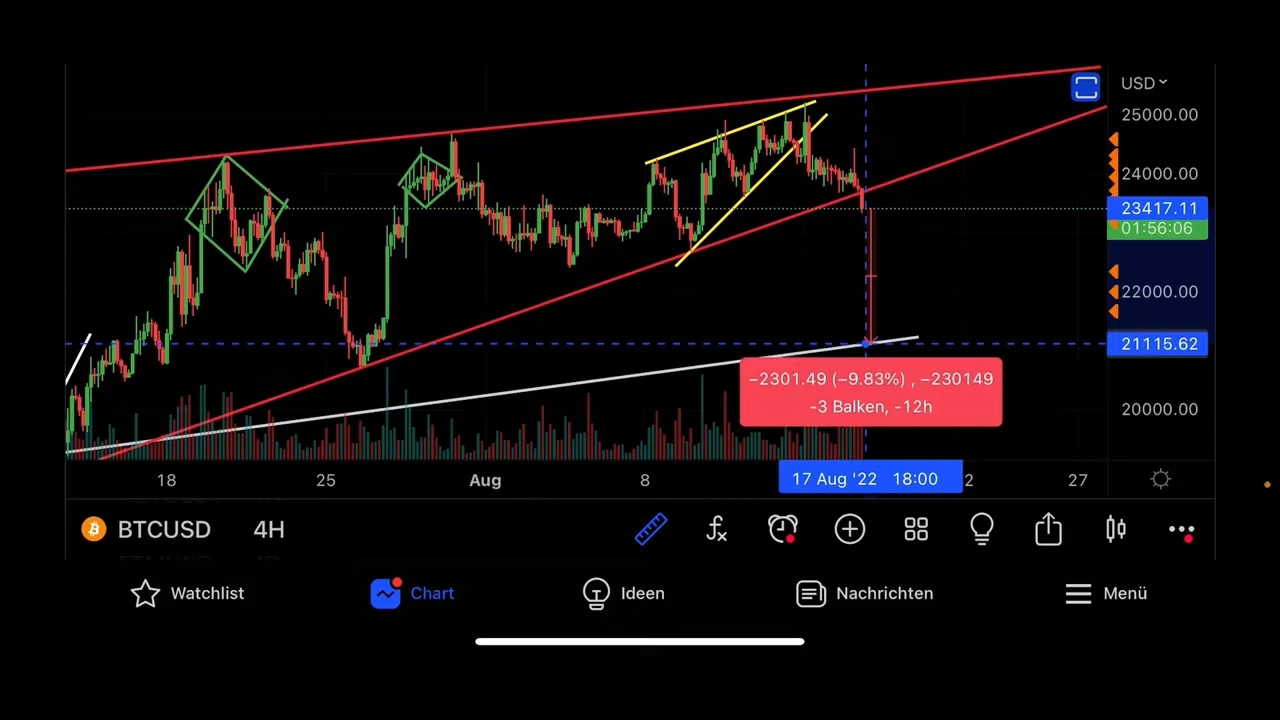 USD
25000.00
24000.00
23417.11
01:56:06
22000.00
21115.62
20000.00
−2301.49 (−9.83%) , −230149
-3 Balken, -12h
18 25 Aug 8 17 Aug '22 18:00 2 27
BTCUSD 4H
Watchlist Chart Ideen Nachrichten Menü